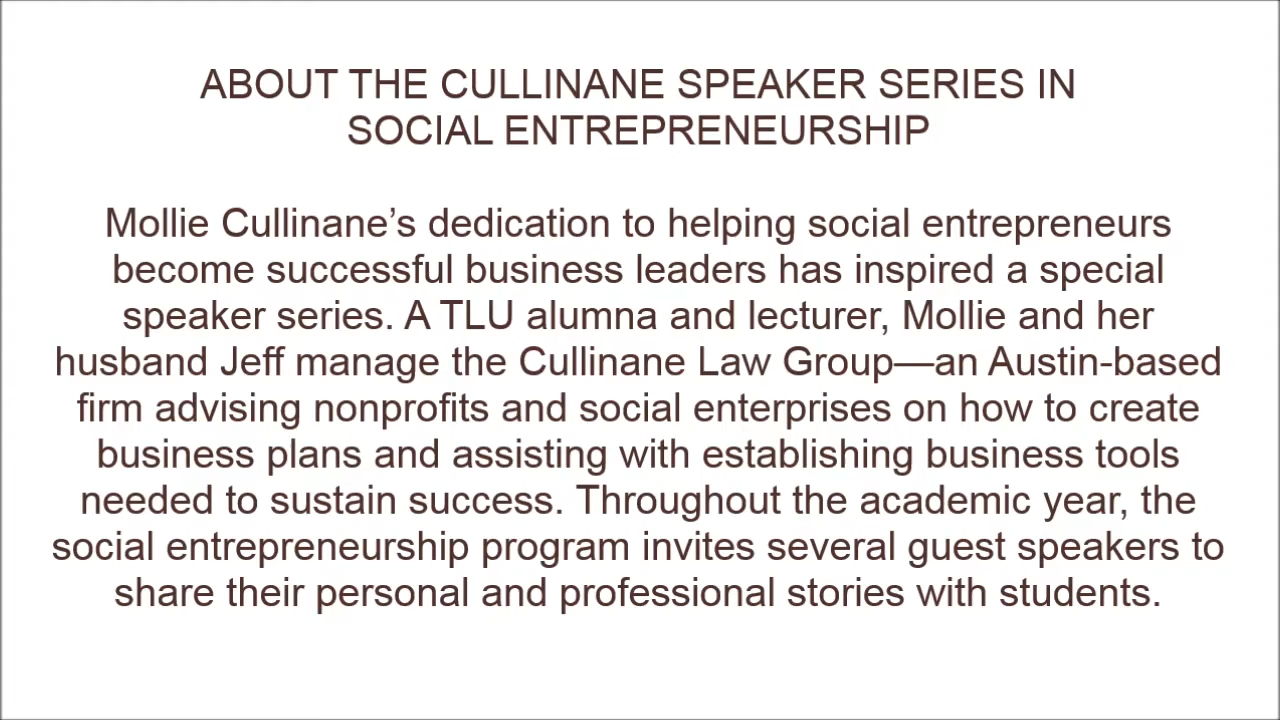 ABOUT THE CULLINANE SPEAKER SERIES IN
SOCIAL ENTREPRENEURSHIP
Mollie Cullinane’s dedication to helping social entrepreneurs
become successful business leaders has inspired a special
speaker series. A TLU alumna and lecturer, Mollie and her
husband Jeff manage the Cullinane Law Group—an Austin-based
firm advising nonprofits and social enterprises on how to create
business plans and assisting with establishing business tools
needed to sustain success. Throughout the academic year, the
social entrepreneurship program invites several guest speakers to
share their personal and professional stories with students.